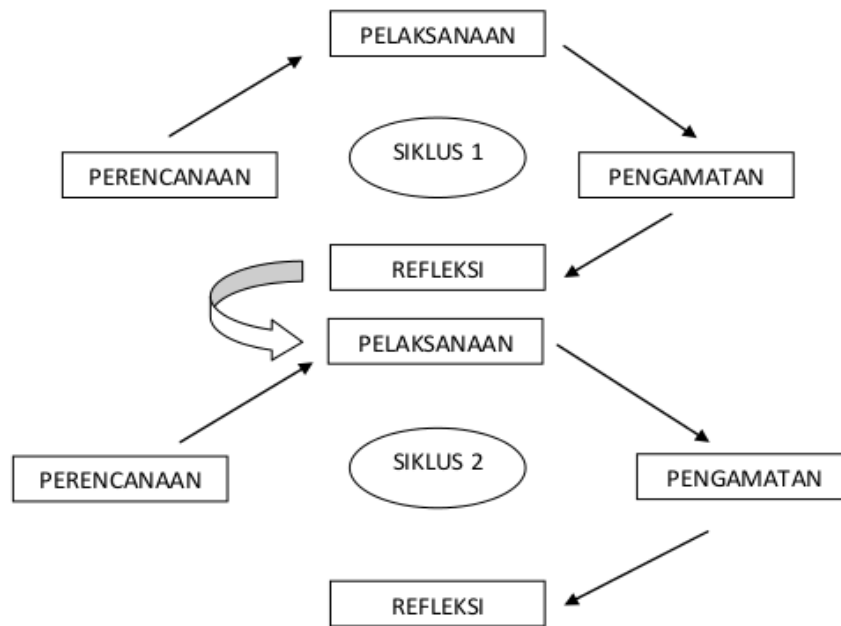 PELAKSANAAN
SIKLUS 1
PERENCANAAN
PENGAMATAN
REFLEKSI
PELAKSANAAN
SIKLUS 2
PERENCANAAN
PENGAMATAN
REFLEKSI